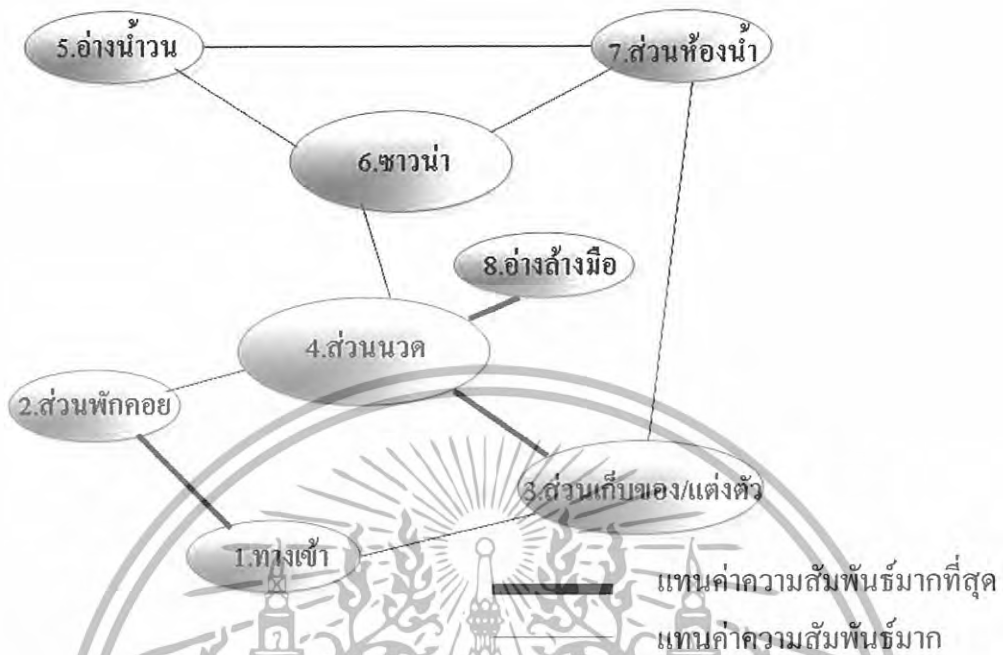 5.อ่างน้ำวน
7.ส่วนห้องน้ำ
6.ซาวน่า
8.อ่างล้างมือ
4.ส่วนนวด
2.ส่วนพักคอย
3.ส่วนเก็บของ/แต่งตัว
1.ทางเข้า
แทนค่าความสัมพันธ์มากที่สุด
แทนค่าความสัมพันธ์มาก